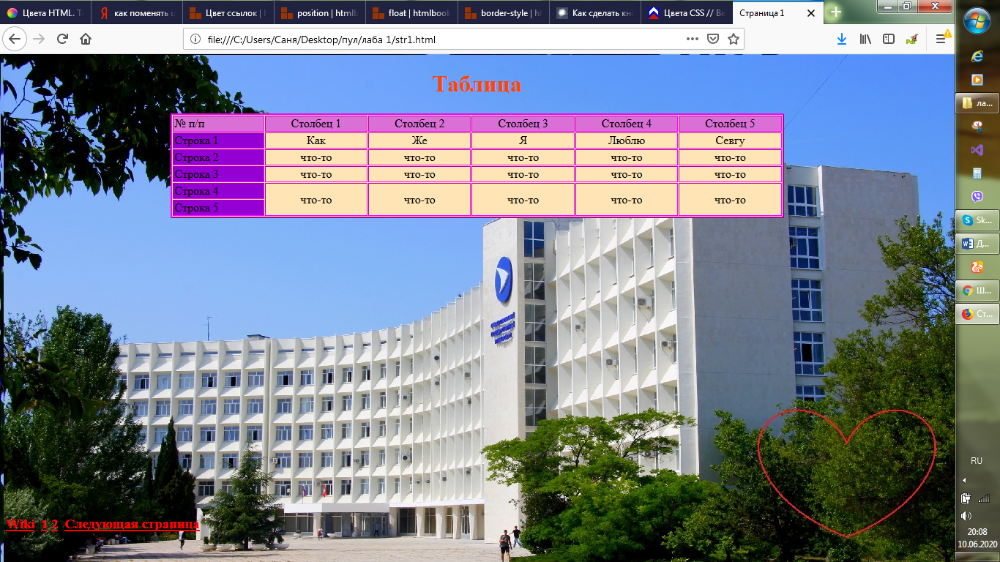 Цвета HTML. Та
как поменять ц
Цвет ссылок |
position | htmlb
float | htmlbook
border-style | ht
Как сделать кно
Цвета CSS // Ве
Страница 1
file:///C:/Users/Саня/Desktop/пул/лаба 1/str1.html
Таблица
№ п/п Столбец 1 Столбец 2 Столбец 3 Столбец 4 Столбец 5
Строка 1 Как Же Я Люблю Севгу
Строка 2 что-то что-то что-то что-то что-то
Строка 3 что-то что-то что-то что-то что-то
Строка 4
что-то что-то что-то что-то что-то
Строка 5
Wiki 1 2 Следующая страница
ла...
Sk...
Д...
Ш...
Ст...
RU
20:08
10.06.2020